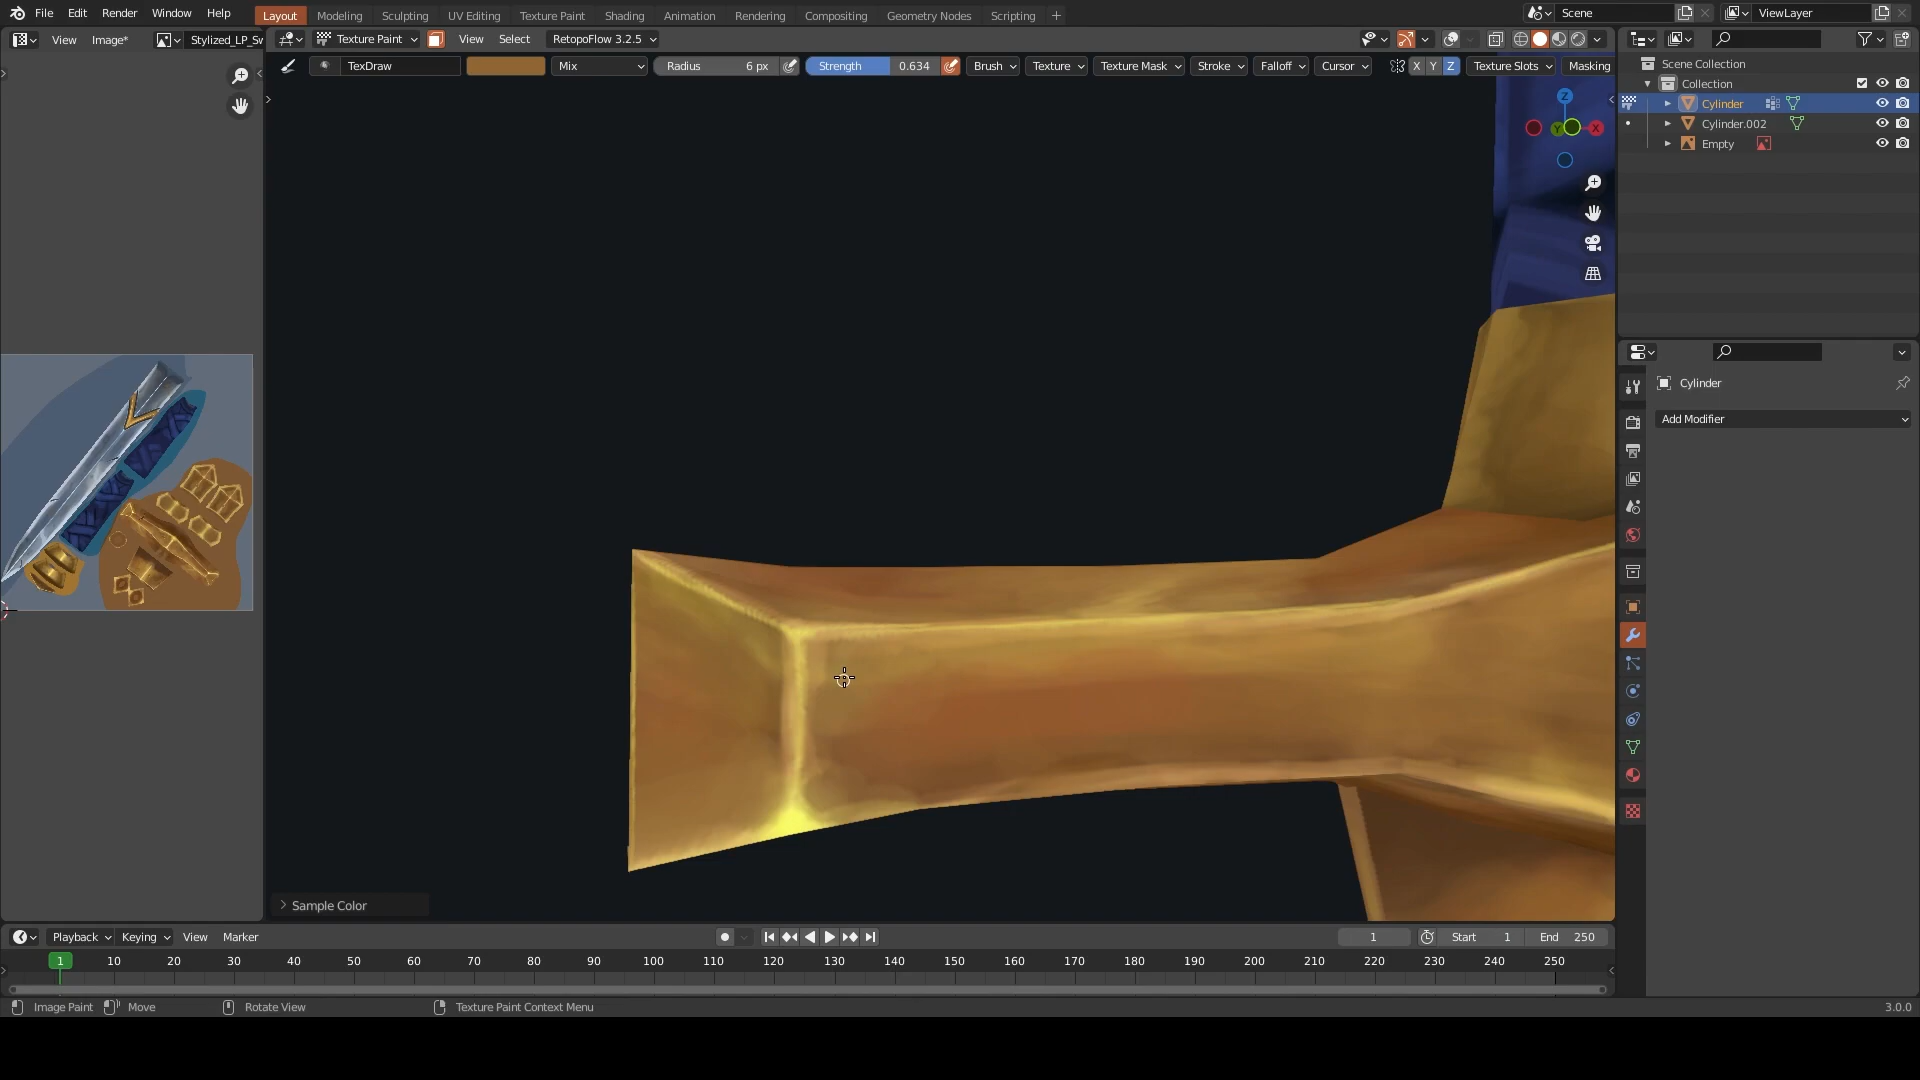 File Edit Render Window Help Layout Modeling Sculpting UV Editing Texture Paint Shading Animation Rendering Compositing Geometry Nodes Scripting + Scene ViewLayer
View Image* Stylized_LP_Sw Texture Paint View Select RetopoFlow 3.2.5
TexDraw Mix Radius 6 px Strength 0.634 Brush Texture Texture Mask Stroke Falloff Cursor X Y Z Texture Slots Masking
Scene Collection
Collection
Cylinder
Cylinder.002
Empty
Z
Y X
Cylinder
Add Modifier
Sample Color
Playback Keying View Marker 1 Start 1 End 250
1 10 20 30 40 50 60 70 80 90 100 110 120 130 140 150 160 170 180 190 200 210 220 230 240 250
Image Paint Move Rotate View Texture Paint Context Menu 3.0.0